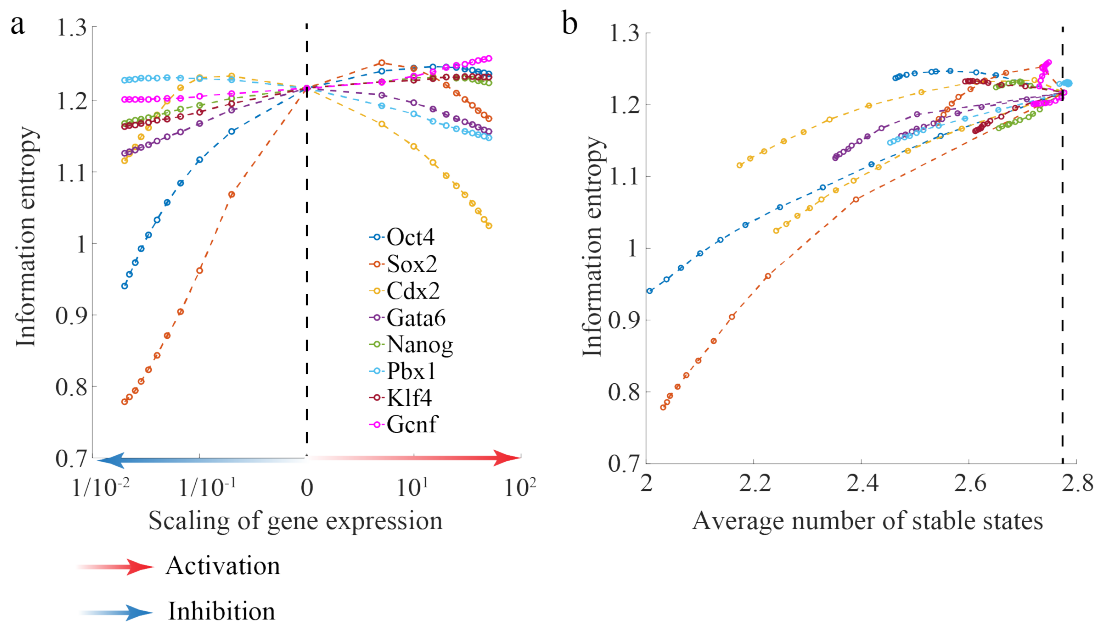 a
1.3
1.2
1.1
1
0.9
0.8
0.7
Information entropy
Oct4
Sox2
Cdx2
Gata6
Nanog
Pbx1
Klf4
Gcnf
1/10-2
1/10-1
0
10¹
10²
Scaling of gene expression
Activation
Inhibition
b
1.3
1.2
1.1
1
0.9
0.8
0.7
Information entropy
2
2.2
2.4
2.6
2.8
Average number of stable states